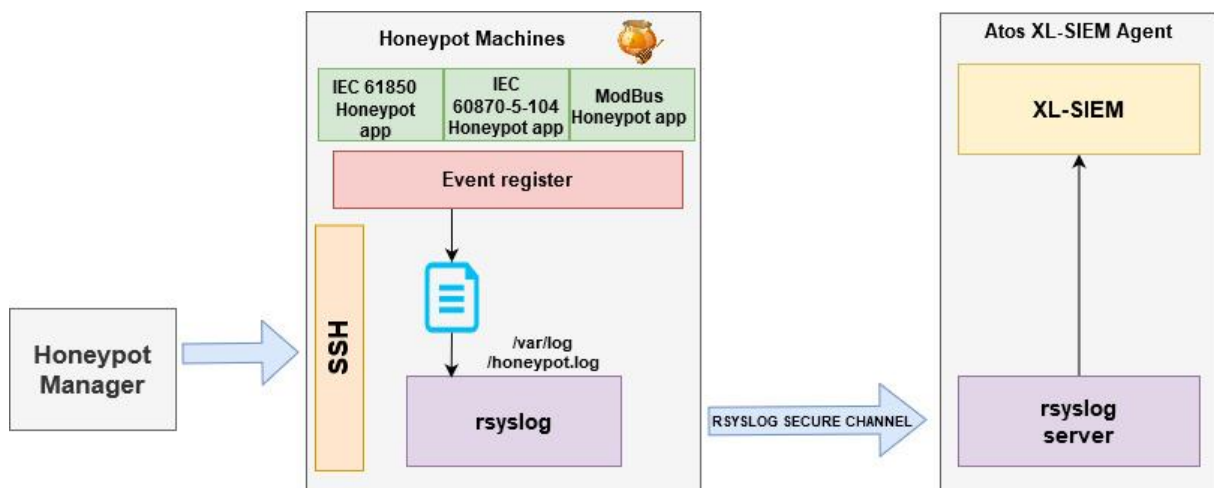 Honeypot Machines
IEC 61850
Honeypot
app
IEC
60870-5-104
Honeypot app
ModBus
Honeypot app
Event register
SSH
/var/log
/honeypot.log
rsyslog
Honeypot
Manager
RSYSLOG SECURE CHANNEL
Atos XL-SIEM Agent
XL-SIEM
rsyslog
server